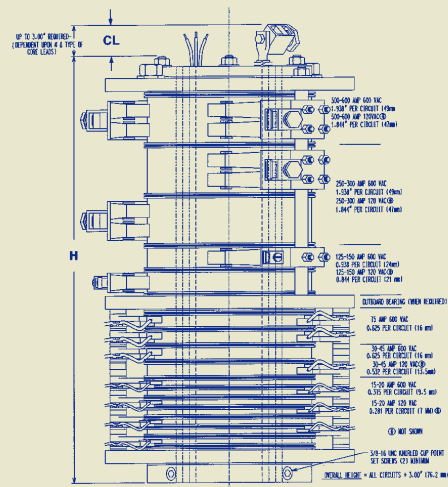 UP TO 3.00" REQUIRED-
(DEPENDENT UPON # & TYPE OF
CORE LEADS)
CL
H
500-600 AMP 600 VAC
1.938" PER CIRCUIT (49mm)
500-600 AMP 120VAC Ⓢ
1.844" PER CIRCUIT (47mm)
250-300 AMP 600 VAC
1.938" PER CIRCUIT (49mm)
250-300 AMP 120 VAC Ⓢ
1.844" PER CIRCUIT (47mm)
125-150 AMP 600 VAC
0.938 PER CIRCUIT (24mm)
125-150 AMP 120 VAC
0.844 PER CIRCUIT (21 mm)
OUTBOARD BEARING (WHEN REQUIRED)
75 AMP 600 VAC
0.625 PER CIRCUIT (16 mm)
30-45 AMP 600 VAC
0.625 PER CIRCUIT (16 mm)
30-45 AMP 120 VAC
0.532 PER CIRCUIT (13.5mm)
15-20 AMP 600 VAC
0.375 PER CIRCUIT (9.5 mm)
15-20 AMP 120 VAC
0.281 PER CIRCUIT (7 MM) Ⓢ
Ⓢ NOT SHOWN
3/8-16 UNC KNURLED CUP POINT
SET SCREWS (2) MINIMUM
OVERALL HEIGHT = ALL CIRCUITS + 3.00" (76.2 mm)